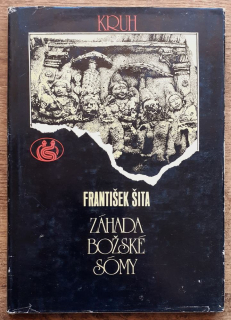 KRUH
FRANTIŠEK ŠITA
ZÁHADA
BOŽSKÉ
SÓMY